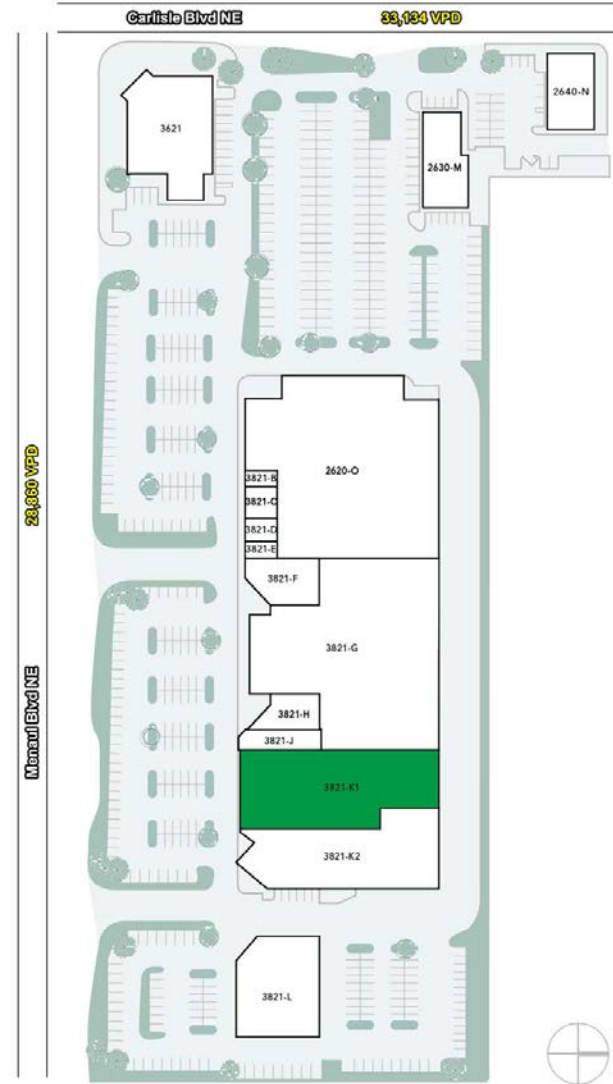 Carlisle Blvd NE 33,134 VPD
3621
2640-N
2630-M
28,860 VPD
Menaul Blvd NE
2620-O
3821-B
3821-C
3821-D
3821-E
3821-F
3821-G
3821-H
3821-J
3821-K1
3821-K2
3821-L